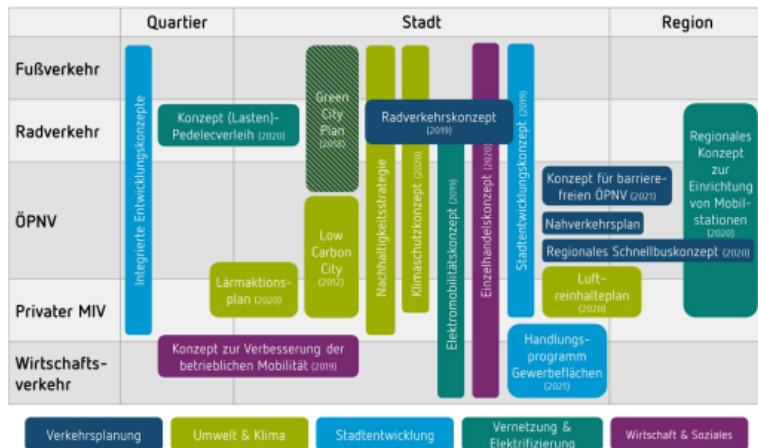 Quartier
Stadt
Region
Fußverkehr
Radverkehr
ÖPNV
Privater MIV
Wirtschafts-
verkehr
Integrierte Entwicklungskonzepte
Konzept (Lasten)-
Pedelecverleih (2020)
Lärmaktions-
plan (2020)
Konzept zur Verbesserung der
betrieblichen Mobilität (2019)
Green
City
Plan
(2018)
Low
Carbon
City
(2012)
Nachhaltigkeitsstrategie
Klimaschutzkonzept (2020)
Radverkehrskonzept
(2019)
Elektromobilitätskonzept (2019)
Einzelhandelskonzept (2020)
Stadtentwicklungskonzept (2019)
Konzept für barriere-
freien ÖPNV (2021)
Nahverkehrsplan
Regionales Schnellbuskonzept (2020)
Luft-
reinhalteplan
(2020)
Handlungs-
programm
Gewerbeflächen
(2021)
Regionales
Konzept
zur
Einrichtung
von Mobil-
stationen
(2020)
Verkehrsplanung
Umwelt & Klima
Stadtentwicklung
Vernetzung &
Elektrifizierung
Wirtschaft & Soziales